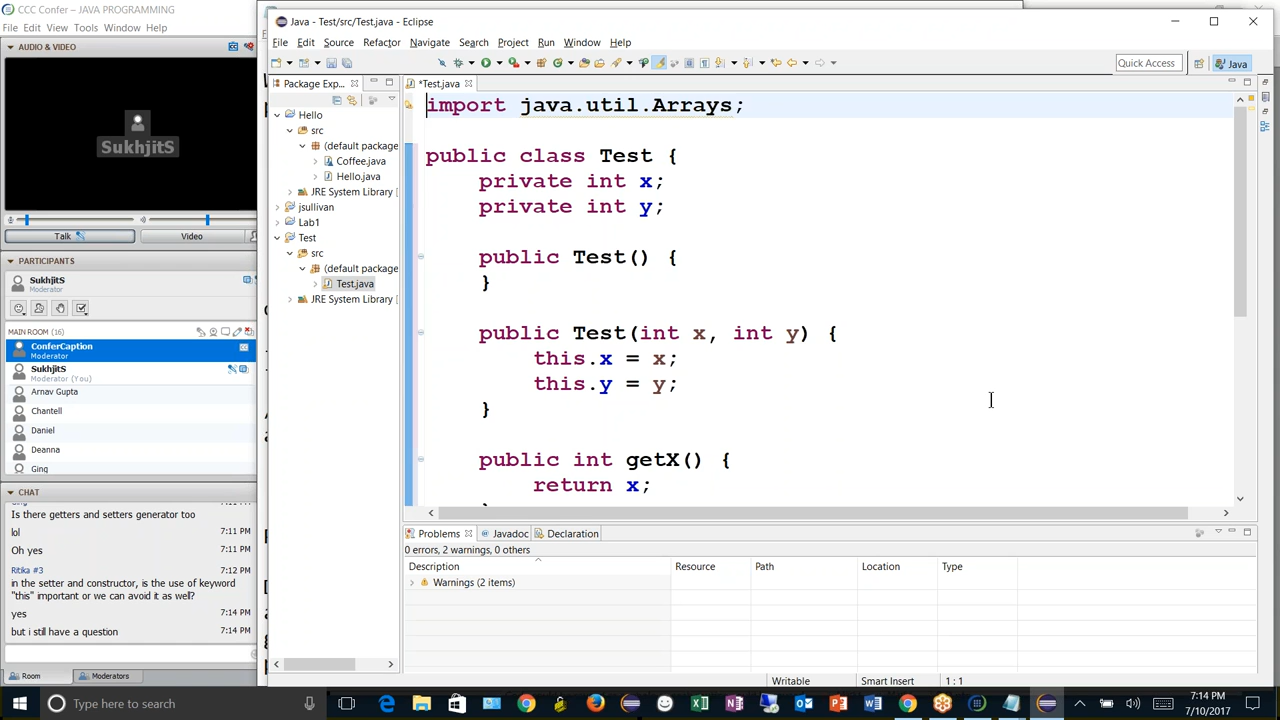 CCC Confer – JAVA PROGRAMMING
File Edit View Tools Window Help
AUDIO & VIDEO
SukhjitS
Talk
Video
PARTICIPANTS
SukhjitS
Moderator
MAIN ROOM (16)
ConferCaption
Moderator
SukhjitS
Moderator (You)
Arnav Gupta
Chantell
Daniel
Deanna
Ging
CHAT
Is there getters and setters generator too
lol 7:11 PM
Oh yes 7:11 PM
Ritika #3 7:12 PM
in the setter and constructor, is the use of keyword
"this" important or we can avoid it as well?
yes 7:14 PM
but i still have a question 7:14 PM
Room
Moderators
Java - Test/src/Test.java - Eclipse
File Edit Source Refactor Navigate Search Project Run Window Help
Quick Access
Java
Package Exp...
Hello
src
(default package
Coffee.java
Hello.java
JRE System Library [
jsullivan
Lab1
Test
src
(default package
Test.java
JRE System Library [
*Test.java
import java.util.Arrays;
public class Test {
private int x;
private int y;
public Test() {
}
public Test(int x, int y) {
this.x = x;
this.y = y;
}
public int getX() {
return x;
Problems
Javadoc
Declaration
0 errors, 2 warnings, 0 others
Description Resource Path Location Type
Warnings (2 items)
Writable Smart Insert 1 : 1
Type here to search
7:14 PM
7/10/2017